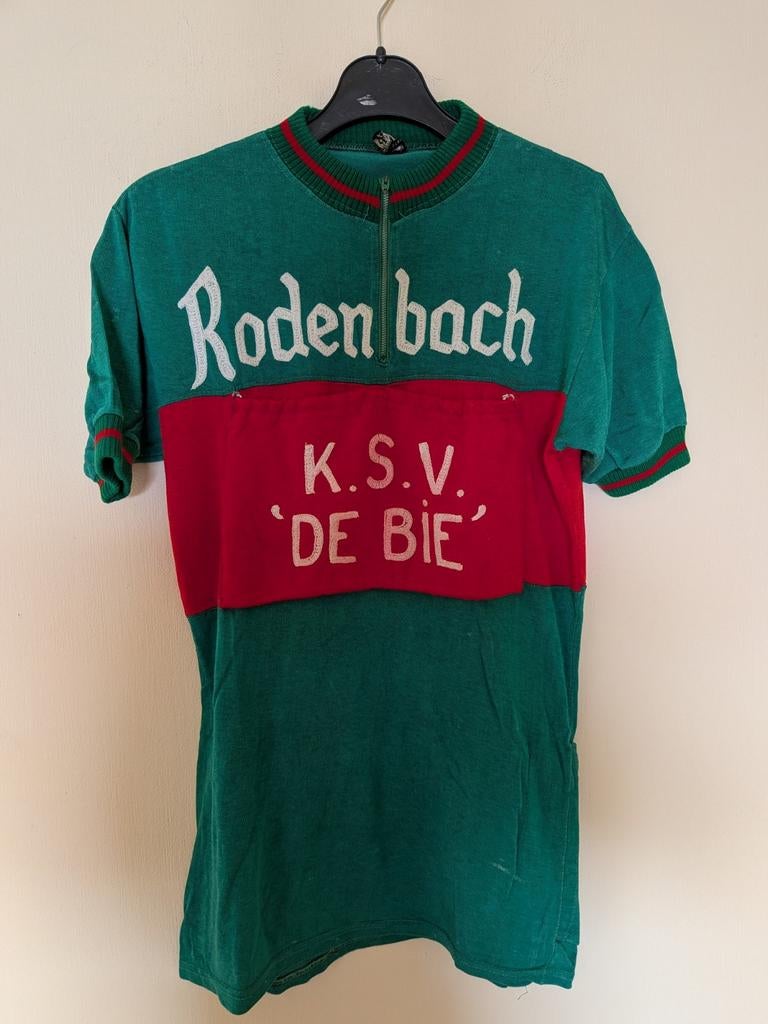 Rodenbach
K.S.V.
'DE BiE'